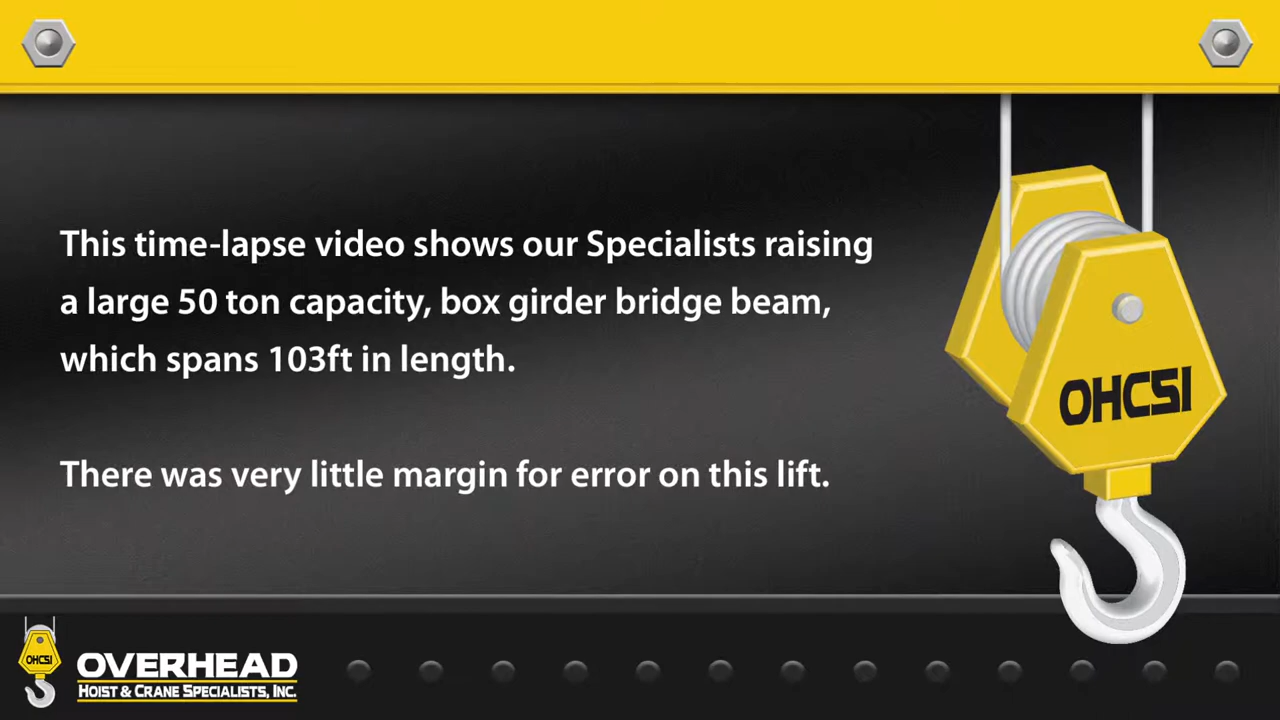 This time-lapse video shows our Specialists raising
a large 50 ton capacity, box girder bridge beam,
which spans 103ft in length.
There was very little margin for error on this lift.
OHCSI
OHCSI
OVERHEAD
HOIST & CRANE SPECIALISTS, INC.